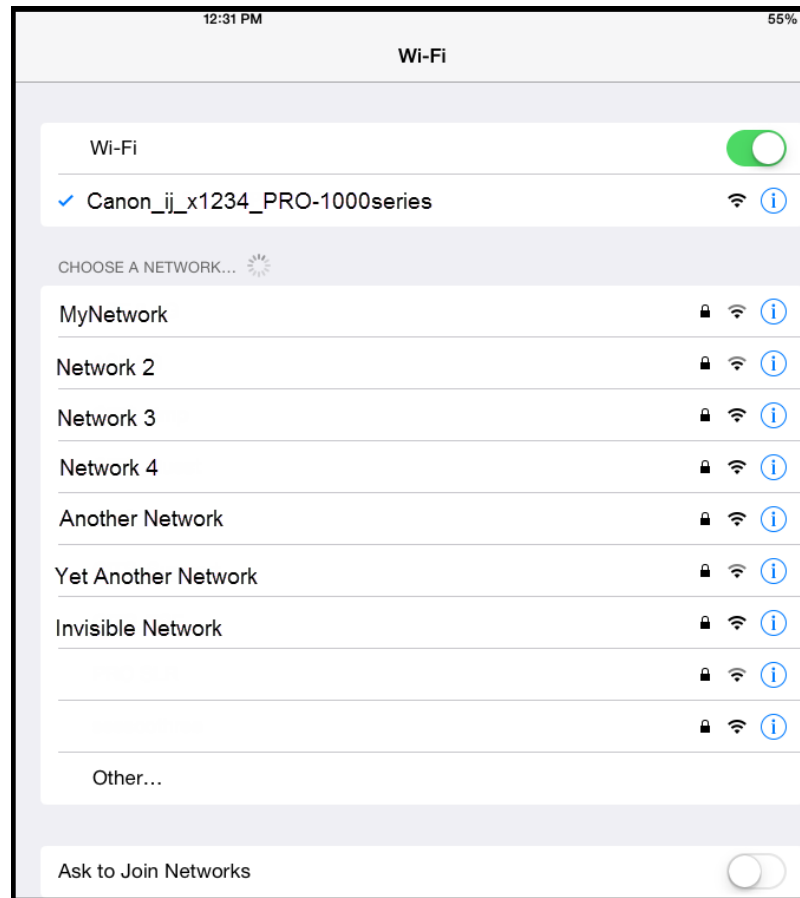 12:31 PM 55%
Wi-Fi
Wi-Fi
Canon_ij_x1234_PRO-1000series
CHOOSE A NETWORK...
MyNetwork
Network 2
Network 3
Network 4
Another Network
Yet Another Network
Invisible Network
Other...
Ask to Join Networks